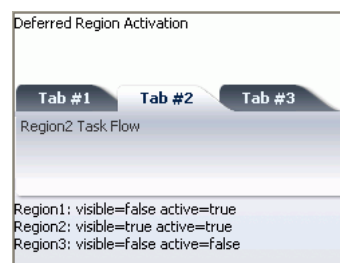 Deferred Region Activation
Tab #1 Tab #2 Tab #3
Region2 Task Flow
Region1: visible=false active=true
Region2: visible=true active=true
Region3: visible=false active=false